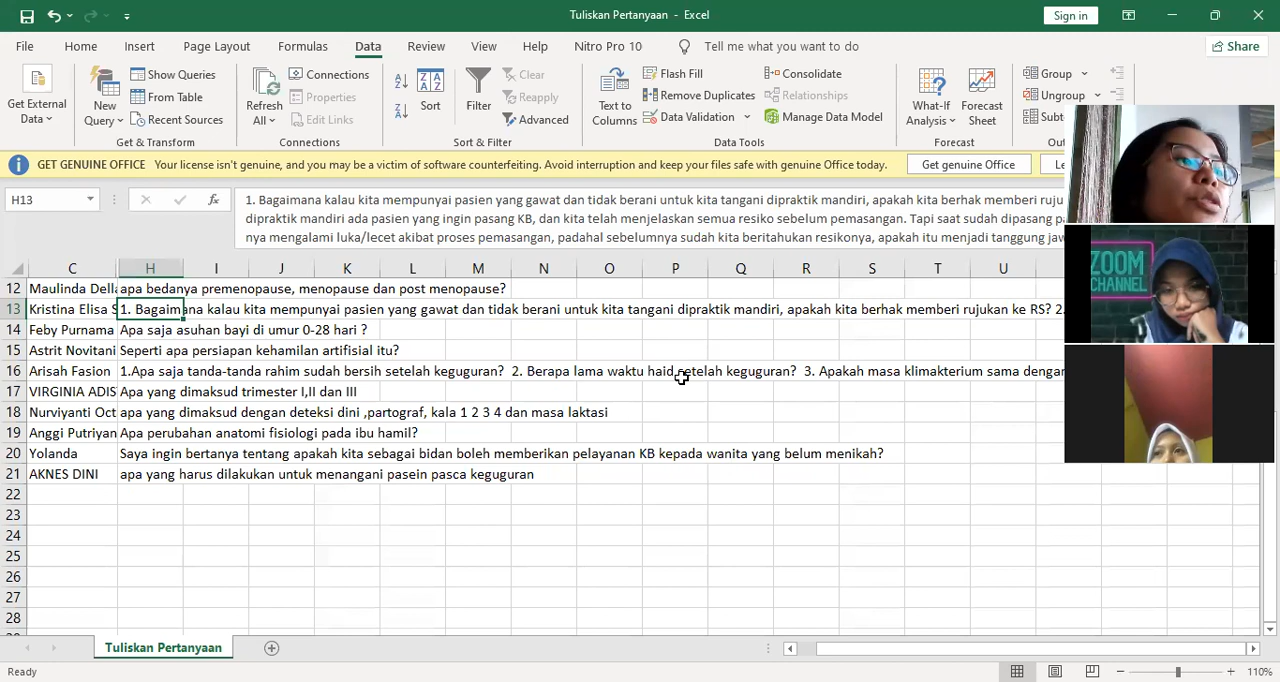 Tuliskan Pertanyaan - Excel
Sign in
File Home Insert Page Layout Formulas Data Review View Help Nitro Pro 10 Tell me what you want to do Share
Get External Data
New Query
Show Queries
From Table
Recent Sources
Get & Transform
Refresh All
Connections
Properties
Edit Links
Connections
Sort
Filter
Clear
Reapply
Advanced
Sort & Filter
Text to Columns
Flash Fill
Remove Duplicates
Data Validation
Consolidate
Relationships
Manage Data Model
Data Tools
What-If Analysis
Forecast Sheet
Forecast
Group
Ungroup
GET GENUINE OFFICE Your license isn't genuine, and you may be a victim of software counterfeiting. Avoid interruption and keep your files safe with genuine Office today. Get genuine Office
H13
fx
1. Bagaimana kalau kita mempunyai pasien yang gawat dan tidak berani untuk kita tangani dipraktik mandiri, apakah kita berhak memberi
dipraktik mandiri ada pasien yang ingin pasang KB, dan kita telah menjelaskan semua resiko sebelum pemasangan. Tapi saat sudah dipasang
nya mengalami luka/lecet akibat proses pemasangan, padahal sebelumnya sudah kita beritahukan resikonya, apakah itu menjadi tanggung
C H I J K L M N O P Q R S T U
12 Maulinda Della apa bedanya premenopause, menopause dan post menopause?
13 Kristina Elisa S 1. Bagaimana kalau kita mempunyai pasien yang gawat dan tidak berani untuk kita tangani dipraktik mandiri, apakah kita berhak memberi rujukan ke RS? 2.
14 Feby Purnama Apa saja asuhan bayi di umur 0-28 hari ?
15 Astrit Novitani Seperti apa persiapan kehamilan artifisial itu?
16 Arisah Fasion 1.Apa saja tanda-tanda rahim sudah bersih setelah keguguran? 2. Berapa lama waktu haid setelah keguguran? 3. Apakah masa klimakterium sama dengan
17 VIRGINIA ADIS Apa yang dimaksud trimester I,II dan III
18 Nurviyanti Oct apa yang dimaksud dengan deteksi dini ,partograf, kala 1 2 3 4 dan masa laktasi
19 Anggi Putriyan Apa perubahan anatomi fisiologi pada ibu hamil?
20 Yolanda Saya ingin bertanya tentang apakah kita sebagai bidan boleh memberikan pelayanan KB kepada wanita yang belum menikah?
21 AKNES DINI apa yang harus dilakukan untuk menangani pasein pasca keguguran
22
23
24
25
26
27
28
ZOOM
CHANNEL
Tuliskan Pertanyaan
Ready
110%